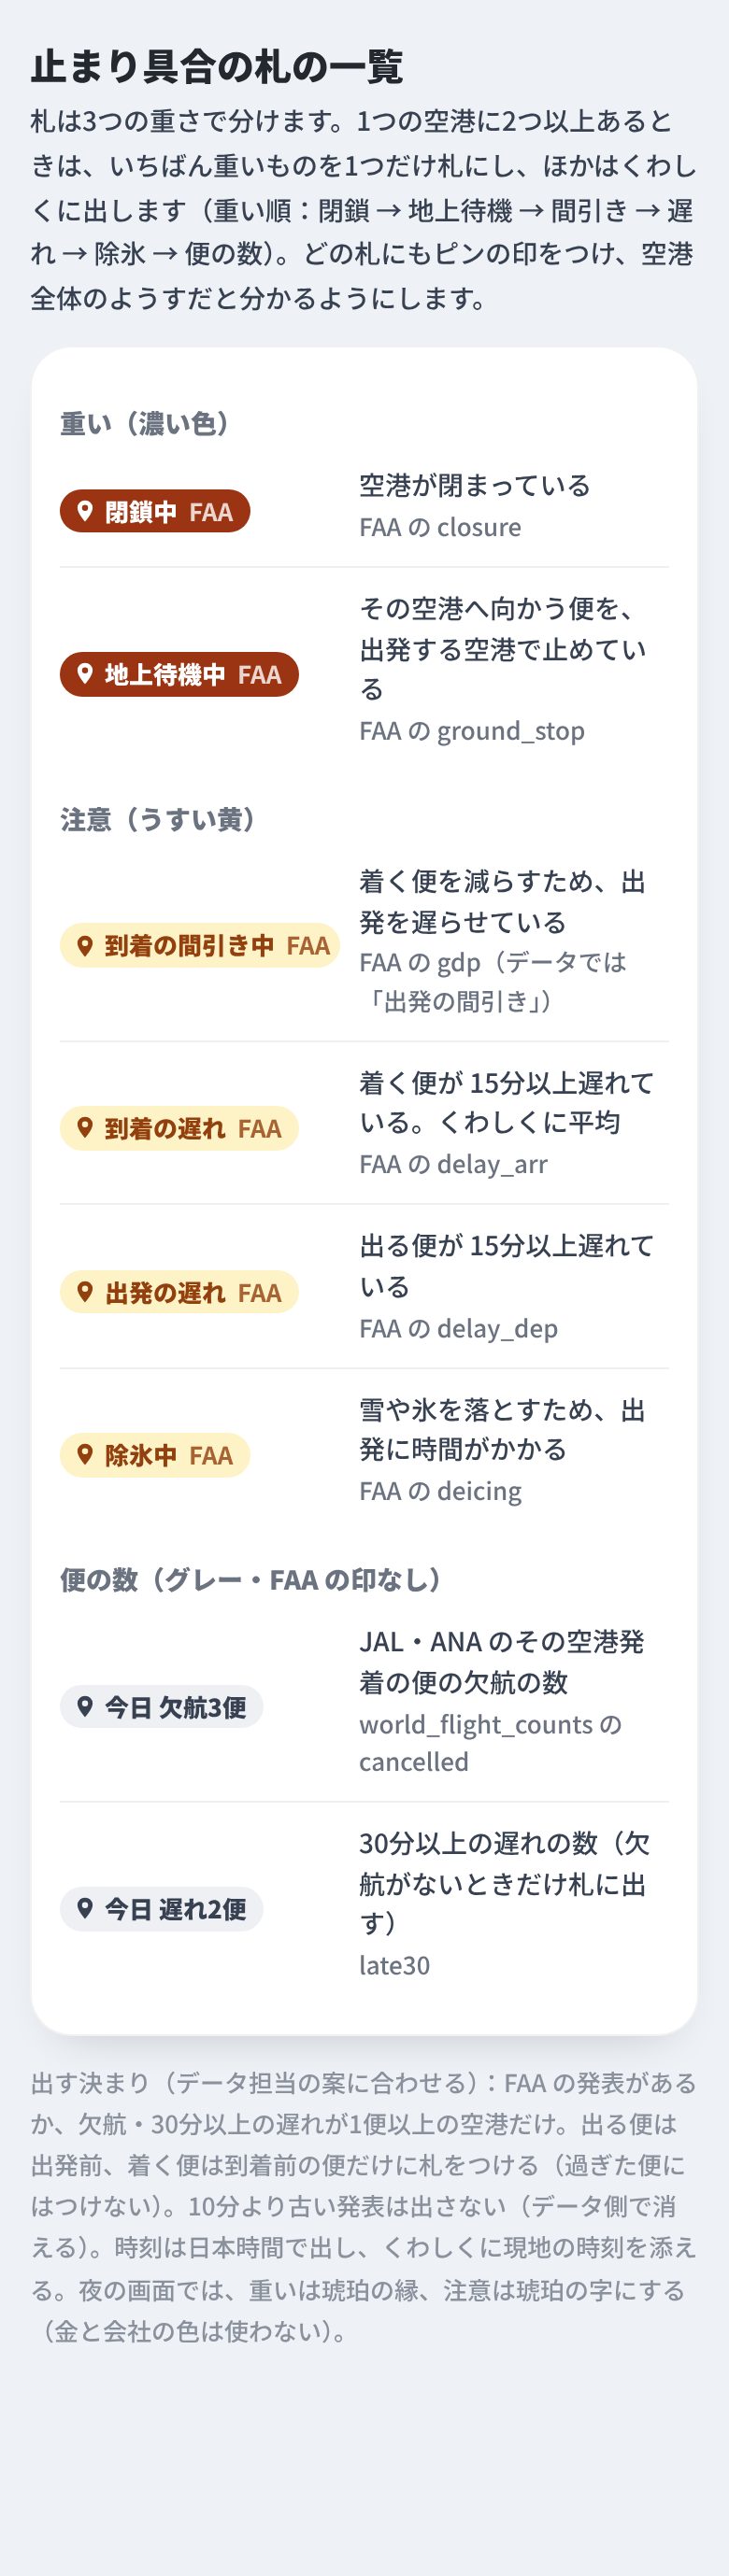 止まり具合の札の一覧
札は3つの重さで分けます。1つの空港に2つ以上あると
きは、いちばん重いものを1つだけ札にし、ほかはくわし
くに出します（重い順：閉鎖 → 地上待機 → 間引き → 遅
れ → 除氷 → 便の数）。どの札にもピンの印をつけ、空港
全体のようすだと分かるようにします。
重い（濃い色）
閉鎖中 FAA
空港が閉まっている
FAA の closure
地上待機中 FAA
その空港へ向かう便を、
出発する空港で止めてい
る
FAA の ground_stop
注意（うすい黄）
到着の間引き中 FAA
着く便を減らすため、出
発を遅らせている
FAA の gdp（データでは
「出発の間引き」）
到着の遅れ FAA
着く便が 15分以上遅れて
いる。くわしくに平均
FAA の delay_arr
出発の遅れ FAA
出る便が 15分以上遅れて
いる
FAA の delay_dep
除氷中 FAA
雪や氷を落とすため、出
発に時間がかかる
FAA の deicing
便の数（グレー・FAA の印なし）
今日 欠航3便
JAL・ANA のその空港発
着の便の欠航の数
world_flight_counts の
cancelled
今日 遅れ2便
30分以上の遅れの数（欠
航がないときだけ札に出
す）
late30
出す決まり（データ担当の案に合わせる）：FAA の発表がある
か、欠航・30分以上の遅れが1便以上の空港だけ。出る便は
出発前、着く便は到着前の便だけに札をつける（過ぎた便に
はつけない）。10分より古い発表は出さない（データ側で消
える）。時刻は日本時間で出し、くわしくに現地の時刻を添え
る。夜の画面では、重いは琥珀の縁、注意は琥珀の字にする
（金と会社の色は使わない）。